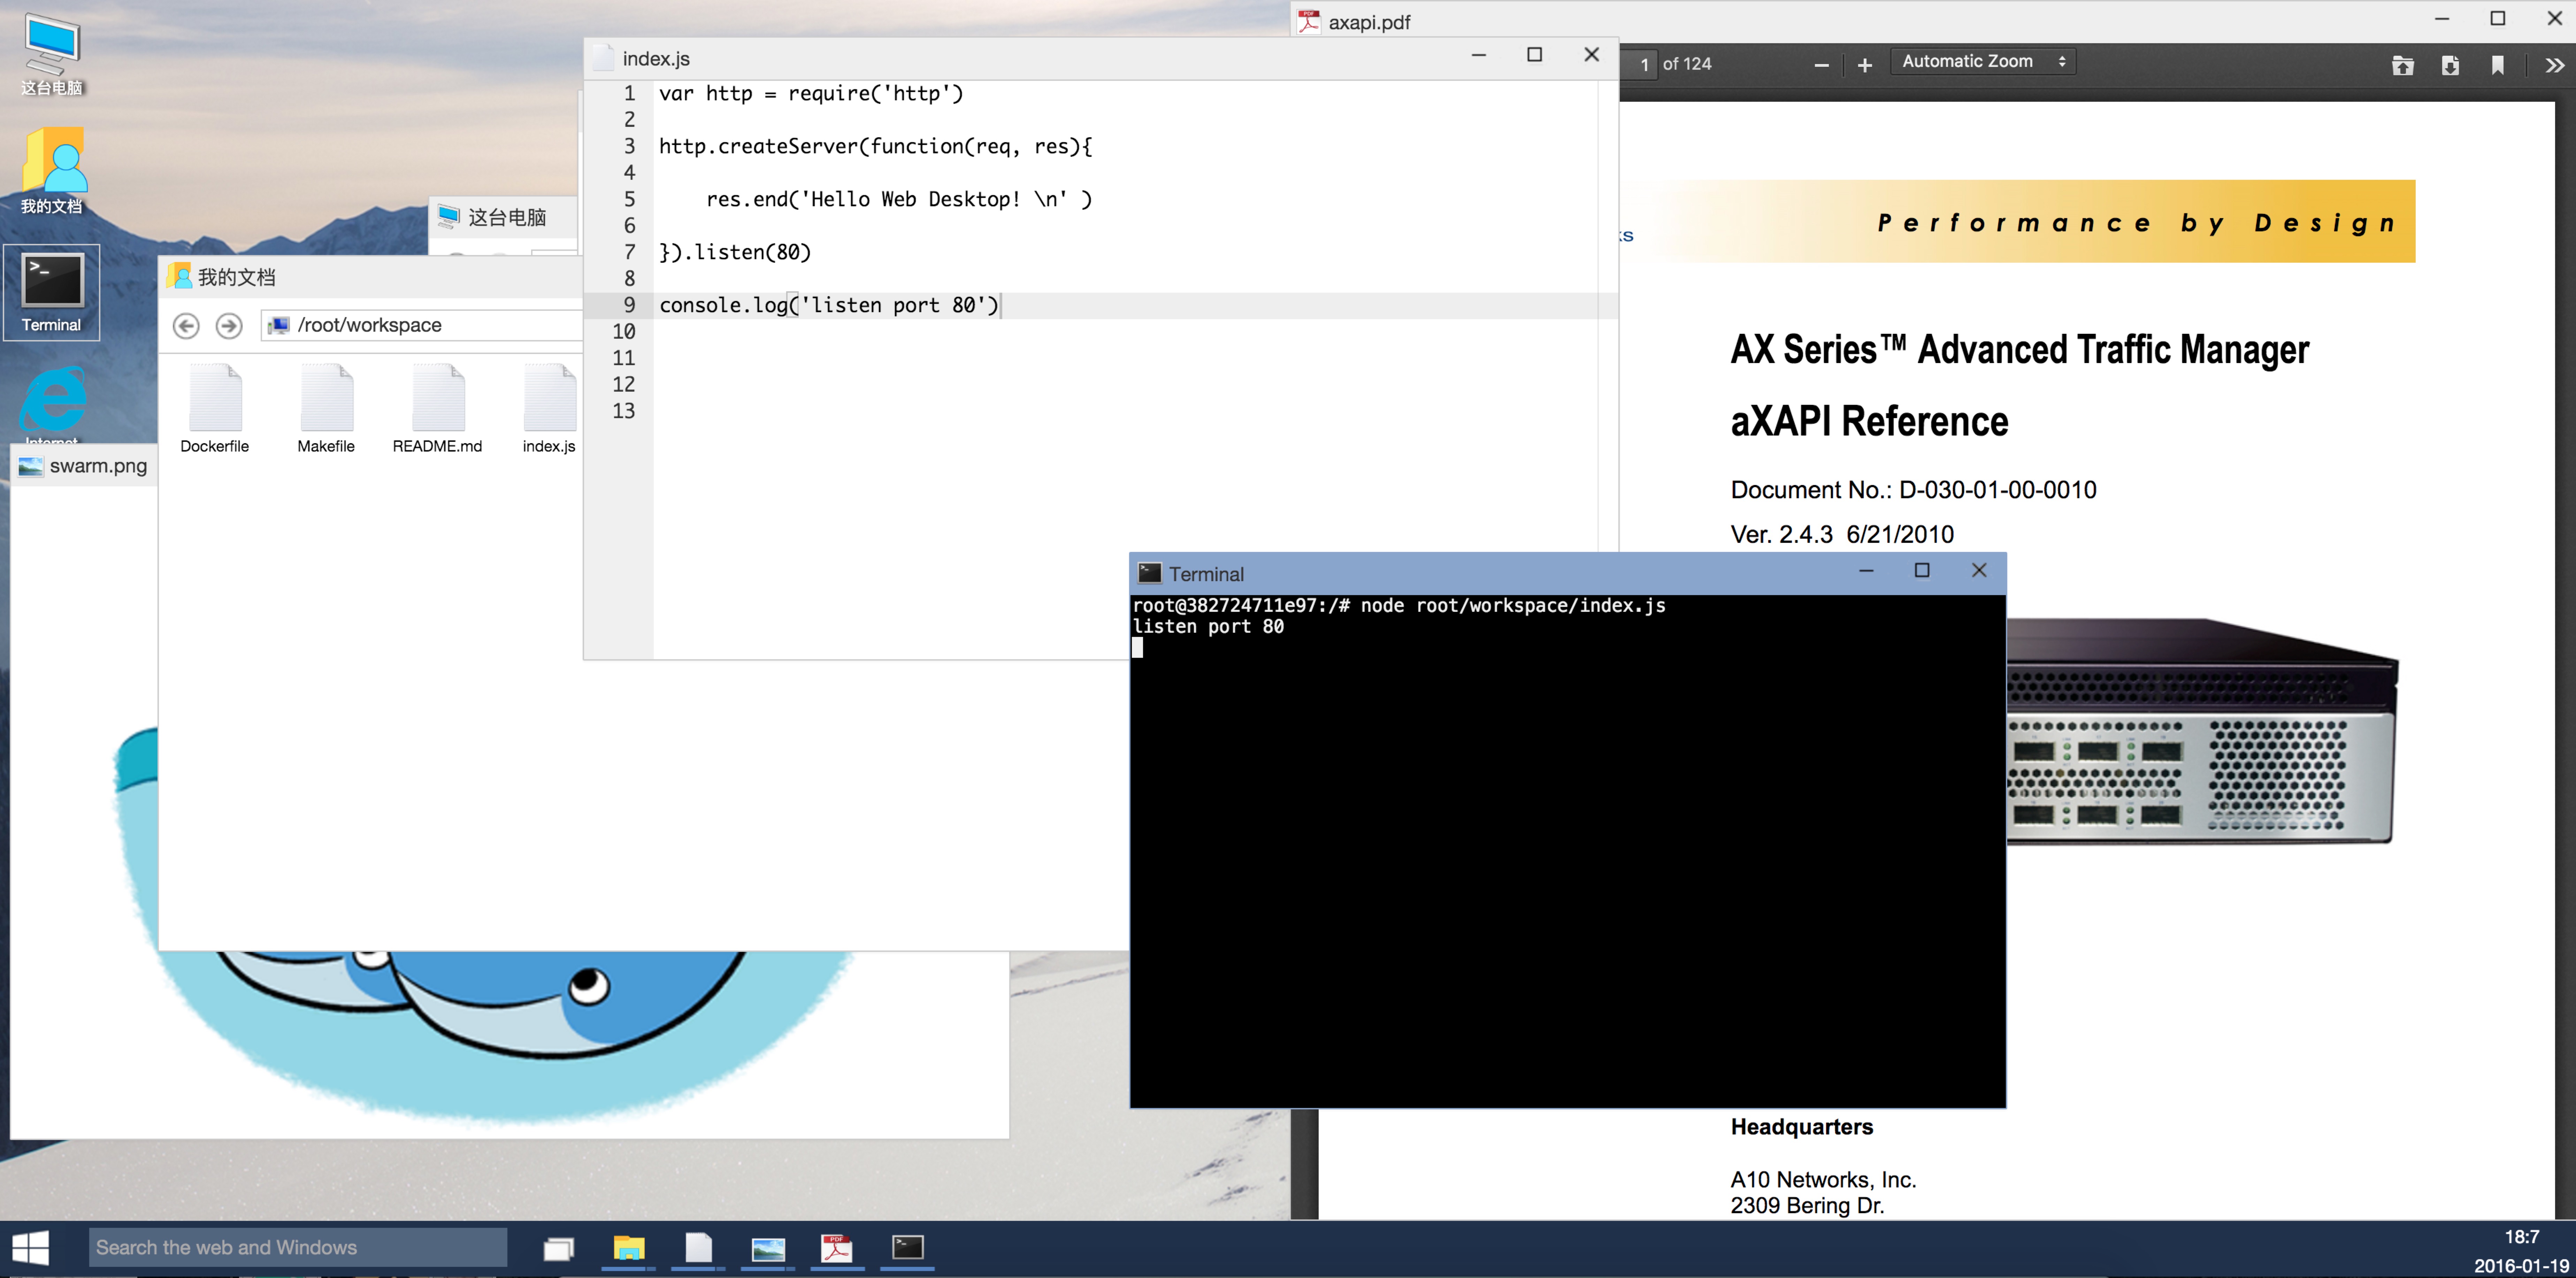 这台电脑
我的文档
Terminal
Internet
swarm.png
这台电脑
我的文档
/root/workspace
Dockerfile
Makefile
README.md
index.js
index.js
1 var http = require('http')
2
3 http.createServer(function(req, res){
4
5 res.end('Hello Web Desktop! \n' )
6
7 }).listen(80)
8
9 console.log('listen port 80')
10
11
12
13
axapi.pdf
1 of 124
Automatic Zoom
Performance by Design
AX Series™ Advanced Traffic Manager
aXAPI Reference
Document No.: D-030-01-00-0010
Ver. 2.4.3 6/21/2010
Terminal
root@382724711e97:/# node root/workspace/index.js
listen port 80
Headquarters
A10 Networks, Inc.
2309 Bering Dr.
Search the web and Windows
18:7
2016-01-19